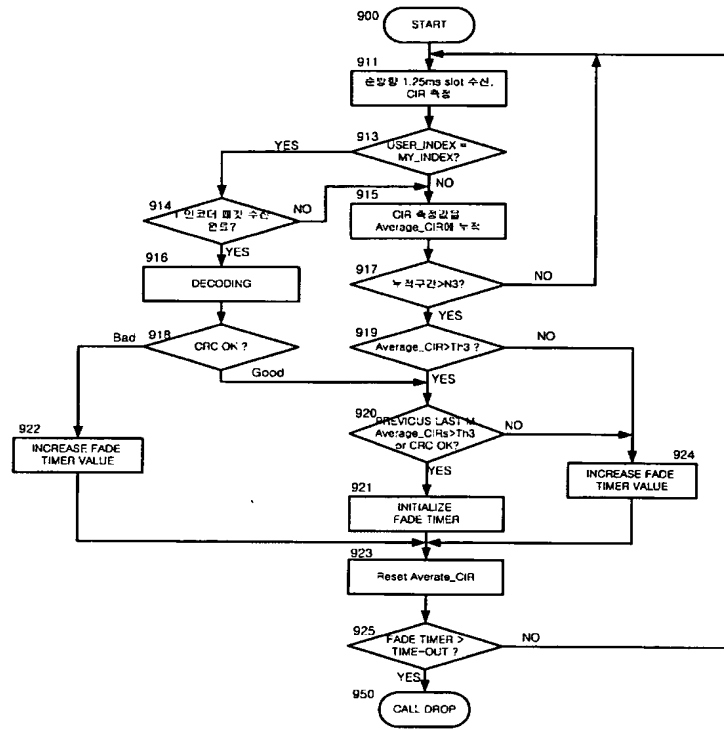 900
START
911
순방향 1.25ms slot 수신,
CIR 측정
913
USER_INDEX =
MY_INDEX?
YES
NO
914
1 인코더 패킷 수신
완료?
NO
YES
915
CIR 측정값을
Average_CIR에 누적
916
DECODING
917
누적구간>N3?
NO
YES
918
CRC OK ?
Bad
Good
919
Average_CIR>Th3 ?
NO
YES
920
PREVICUS LAST M
Average_CIRs>Th3
or CRC OK?
NO
YES
922
INCREASE FADE
TIMER VALUE
924
INCREASE FADE
TIMER VALUE
921
INITIALIZE
FADE TIMER
923
Reset Averate_CIR
925
FADE TIMER >
TIME-OUT ?
NO
YES
950
CALL DROP